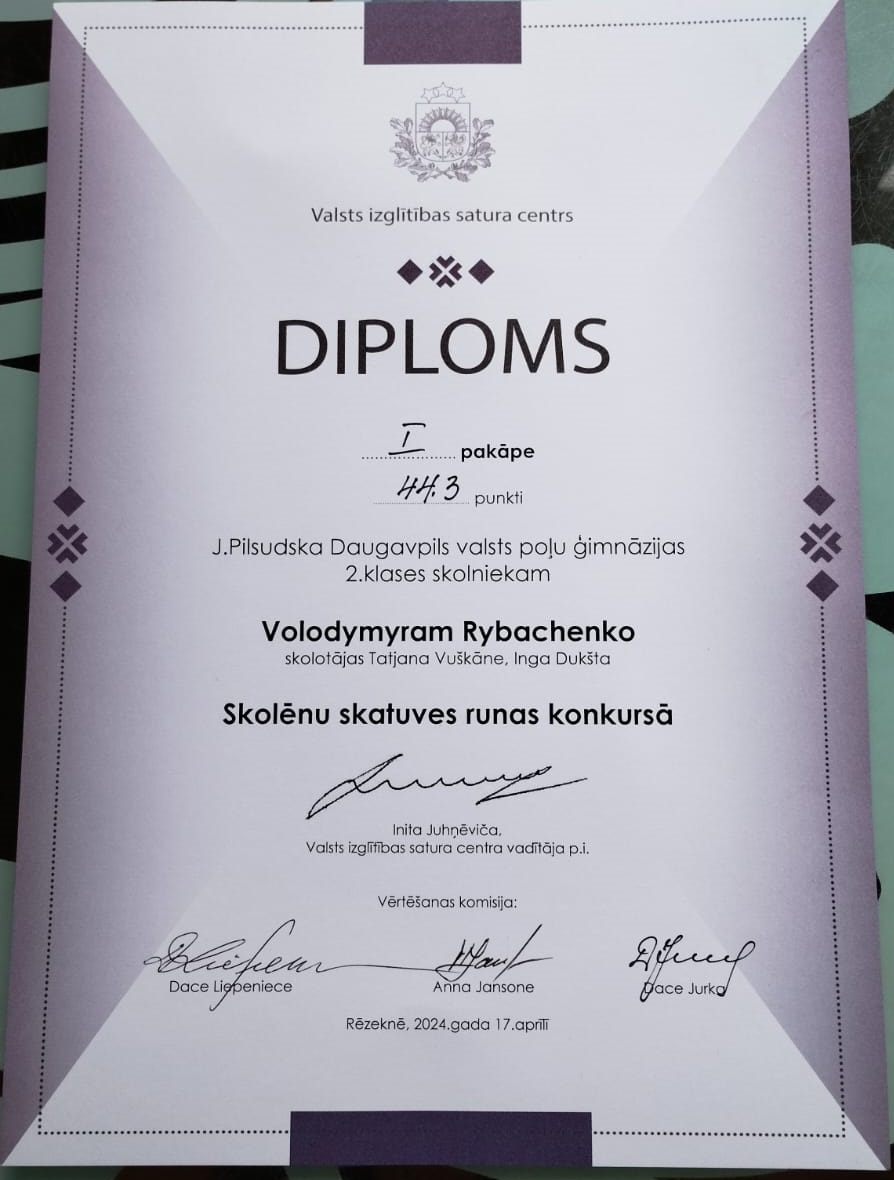 Valsts izglītības satura centrs
DIPLOMS
I pakāpe
44.3 punkti
J.Pilsudska Daugavpils valsts poļu ģimnāzijas
2.klases skolniekam
Volodymyram Rybachenko
skolotājas Tatjana Vuškāne, Inga Dukšta
Skolēnu skatuves runas konkursā
Inita Juhņēviča,
Valsts izglītības satura centra vadītāja p.i.
Vērtēšanas komisija:
Dace Liepeniece Anna Jansone Dace Jurka
Rēzeknē, 2024.gada 17.aprīlī